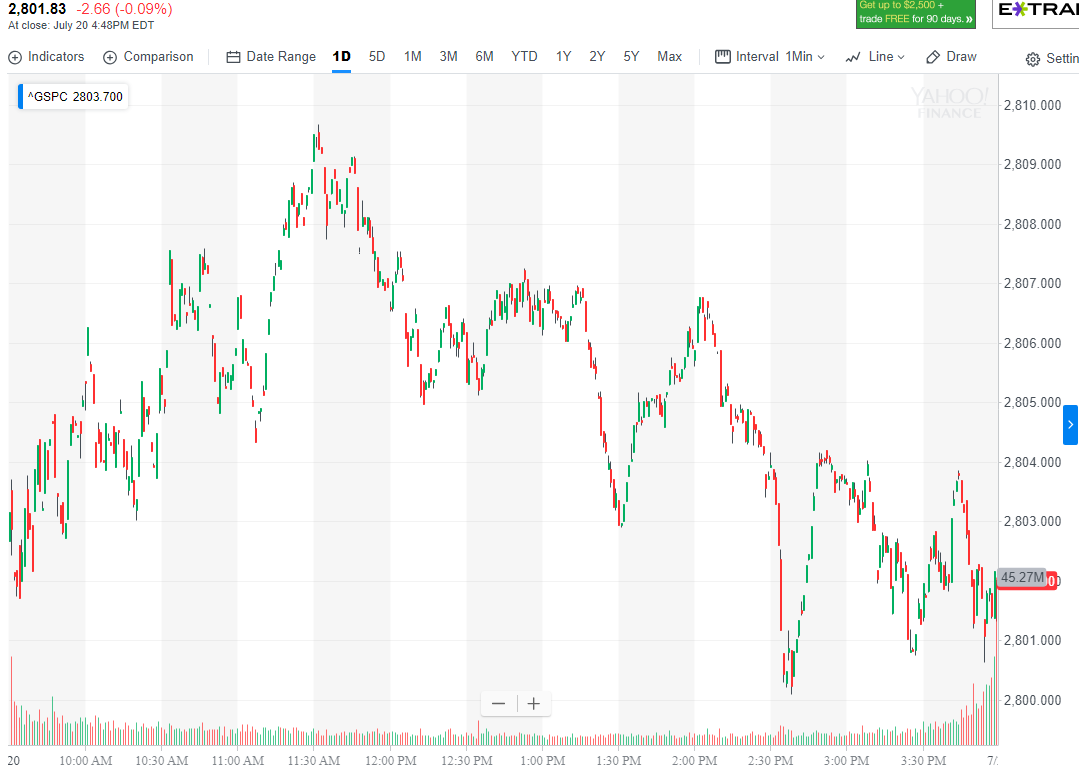 2,801.83 -2.66 (-0.09%)
At close: July 20 4:48PM EDT
Get up to $2,500 +
trade FREE for 90 days. »
Indicators Comparison Date Range 1D 5D 1M 3M 6M YTD 1Y 2Y 5Y Max Interval 1Min Line Draw
^GSPC 2803.700
YAHOO!
FINANCE
2,810.000
2,809.000
2,808.000
2,807.000
2,806.000
2,805.000
2,804.000
2,803.000
45.27M
2,801.000
2,800.000
20 10:00 AM 10:30 AM 11:00 AM 11:30 AM 12:00 PM 12:30 PM 1:00 PM 1:30 PM 2:00 PM 2:30 PM 3:00 PM 3:30 PM 7/